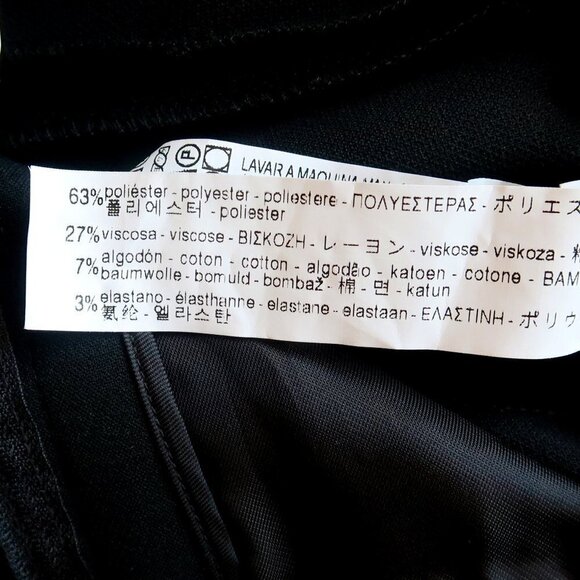 LAVAR A MAQUINA
63% poliéster - polyester - poliestere - ΠΟΛΥΕΣΤΕΡΑΣ - ポリエス
폴리에스터 - poliester
27% viscosa - viscose - ΒΙΣΚΟΖΗ - レーヨン - viskose - viskoza -
7% algodón - coton - cotton - algodão - katoen - cotone - BAM
baumwolle - bomuld - bombaž - 棉 - 면 - katun
3% elastano - élasthanne - elastane - elastaan - ΕΛΑΣΤΙΝΗ - ポリウ
氨纶 - 엘라스탄